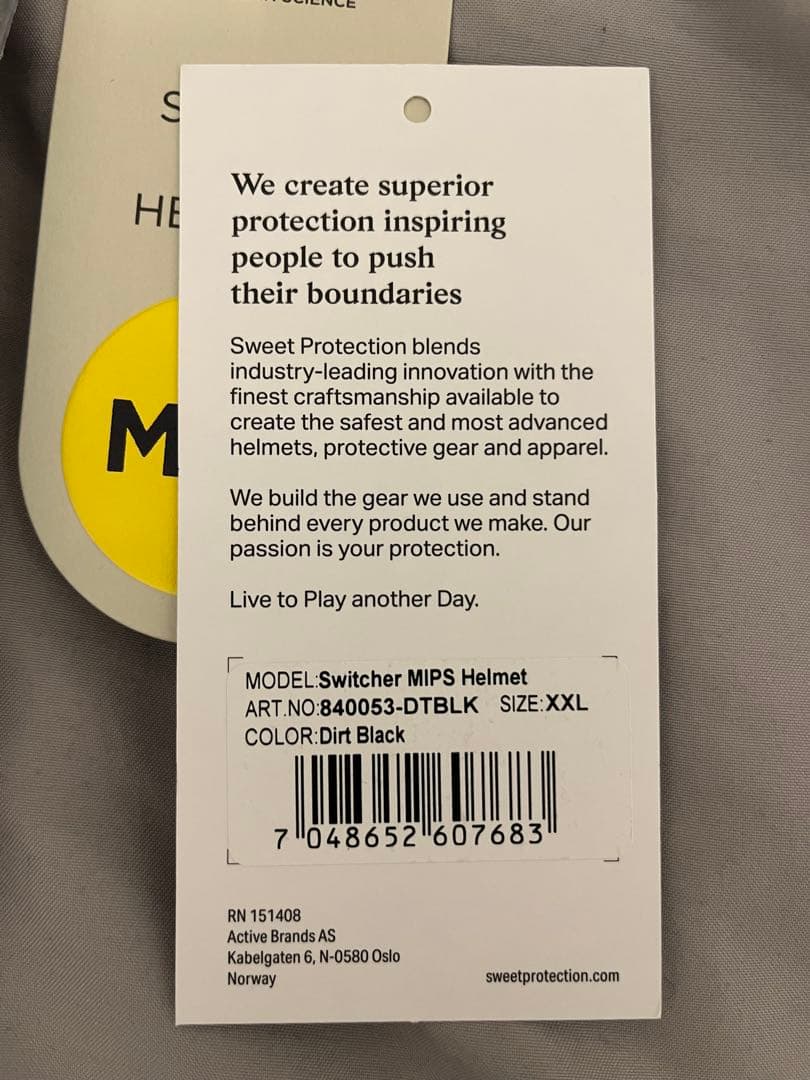 SCIENCE
S
HE
M
We create superior
protection inspiring
people to push
their boundaries
Sweet Protection blends
industry-leading innovation with the
finest craftsmanship available to
create the safest and most advanced
helmets, protective gear and apparel.
We build the gear we use and stand
behind every product we make. Our
passion is your protection.
Live to Play another Day.
MODEL:Switcher MIPS Helmet
ART.NO:840053-DTBLK SIZE:XXL
COLOR:Dirt Black
7 048652 607683
RN 151408
Active Brands AS
Kabelgaten 6, N-0580 Oslo
Norway
sweetprotection.com